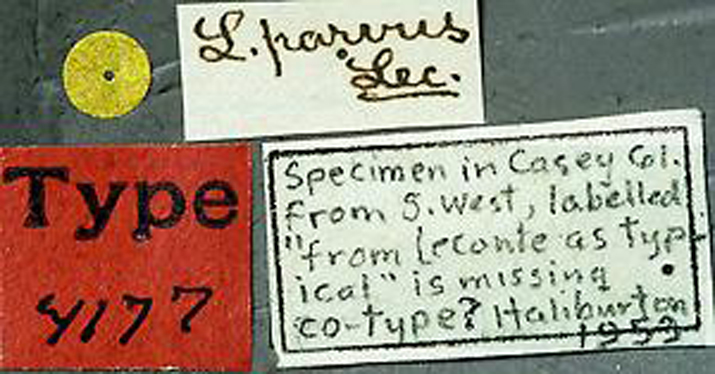 L. parvus
Lec.
Type
4177
Specimen in Casey Col.
from S. West, labelled
"from Leconte as typ-
ical" is missing
co-type? Haliburton
1953